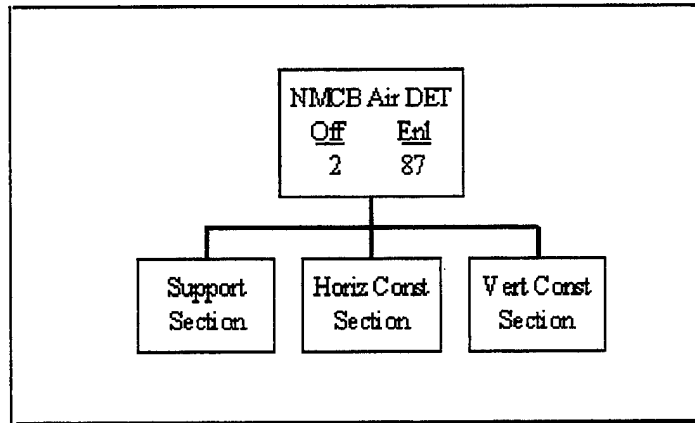 NMCB Air DET
Off Enl
2 87
Support
Section
Horiz Const
Section
Vert Const
Section